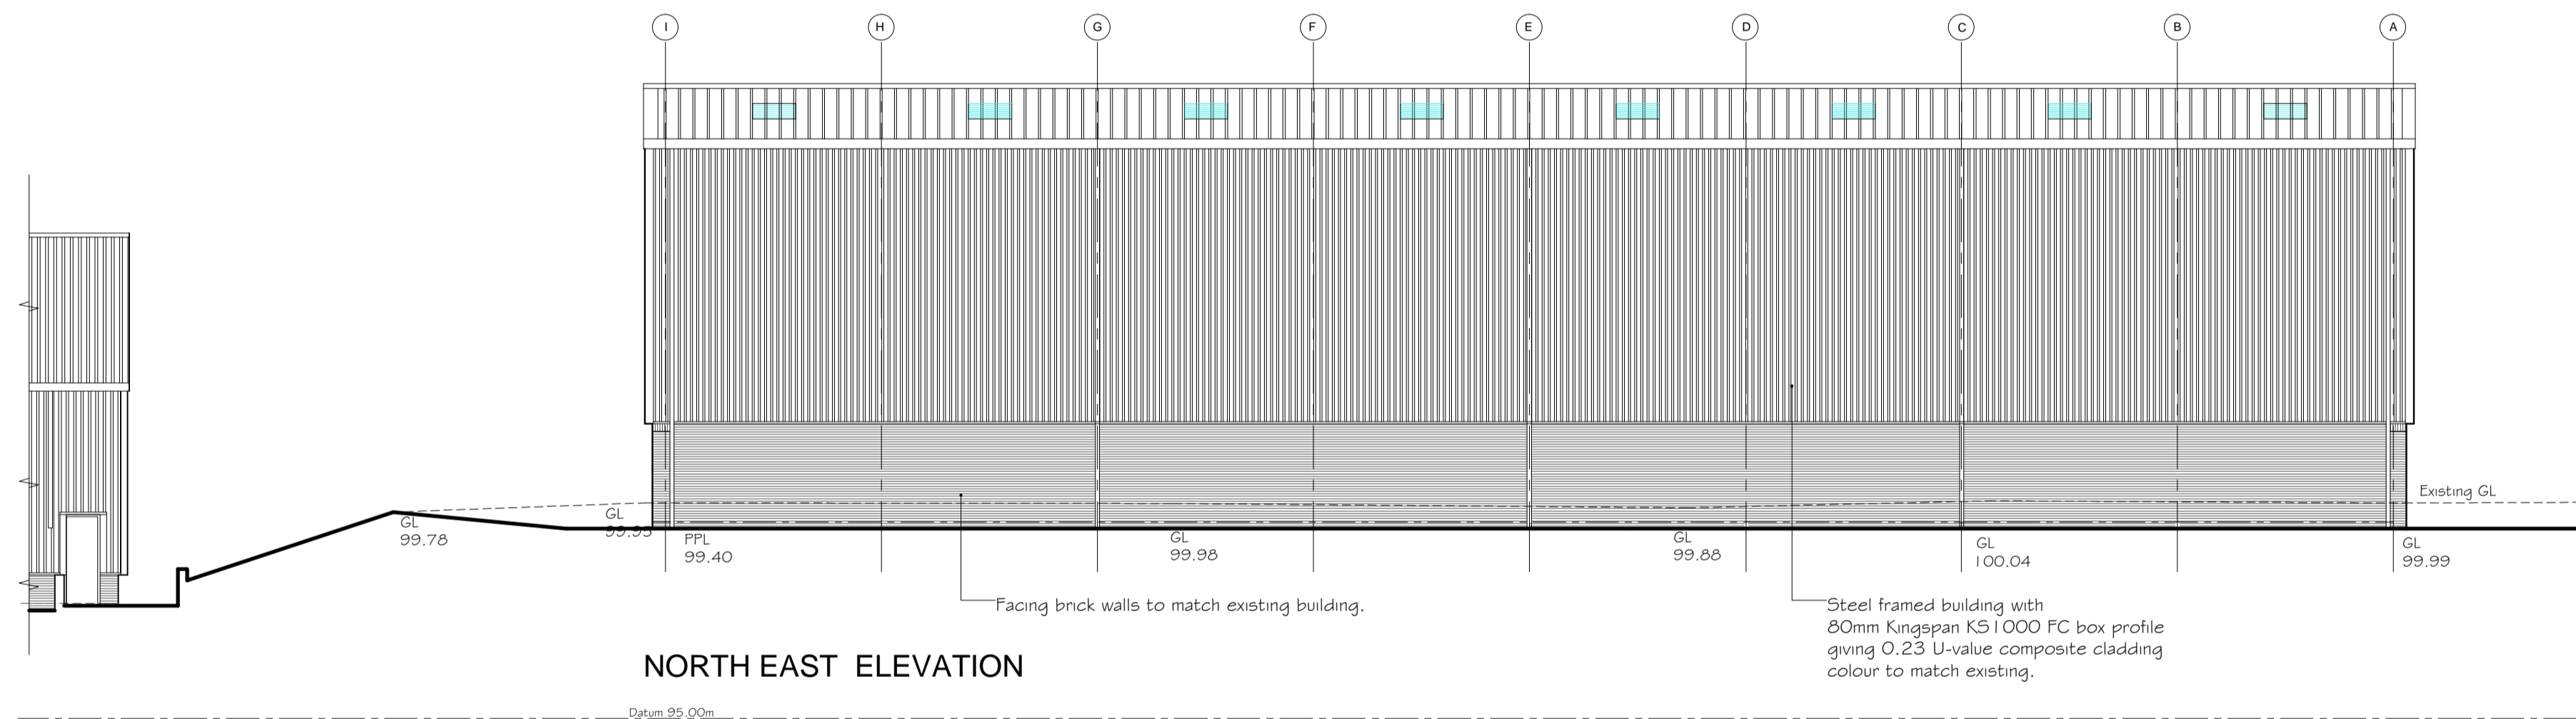 I H G F E D C B A
Existing GL
GL
99.78
GL
99.95
PPL
99.40
GL
99.98
GL
99.88
GL
100.04
GL
99.99
Facing brick walls to match existing building.
Steel framed building with
80mm Kingspan KS1000 FC box profile
giving 0.23 U-value composite cladding
colour to match existing.
NORTH EAST ELEVATION
Datum 95.00m